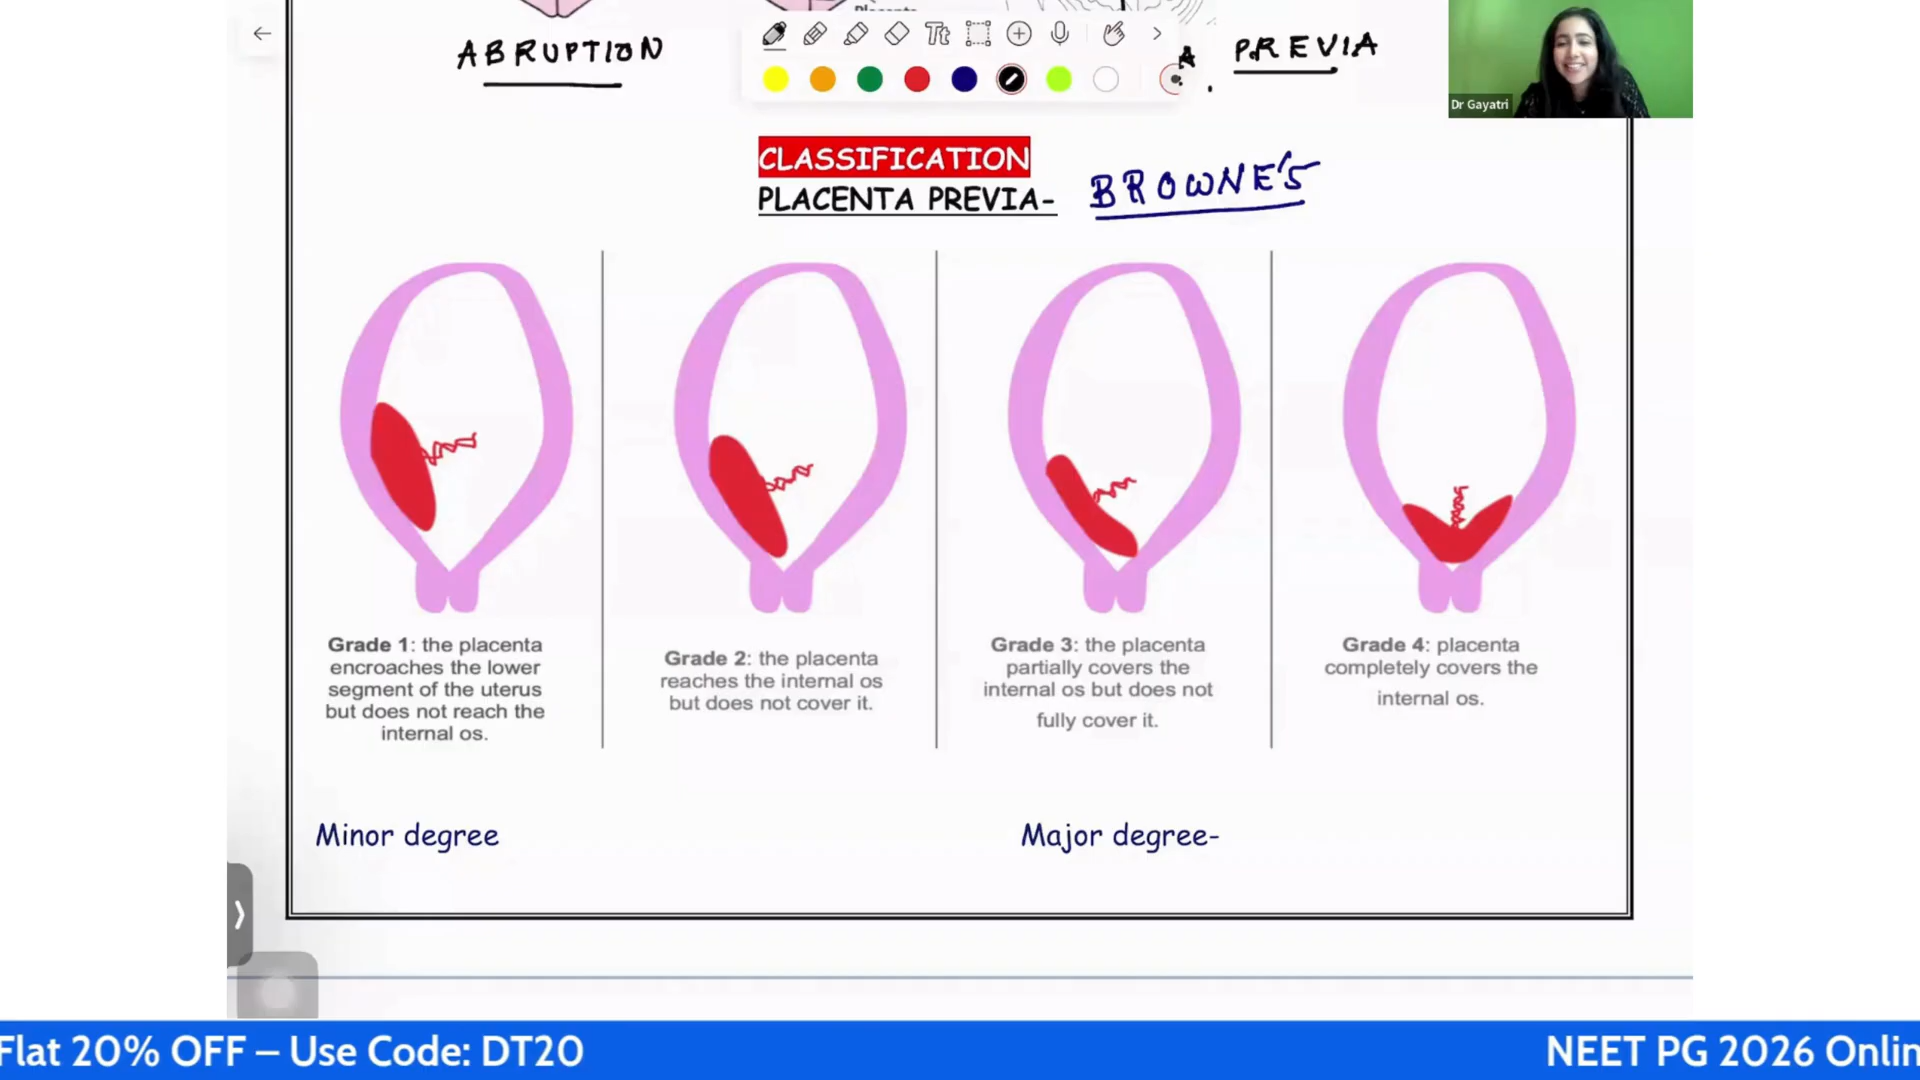 ABRUPTION
Tt
PREVIA
Dr Gayatri
CLASSIFICATION
PLACENTA PREVIA- BROWNE'S
Grade 1: the placenta
encroaches the lower
segment of the uterus
but does not reach the
internal os.
Grade 2: the placenta
reaches the internal os
but does not cover it.
Grade 3: the placenta
partially covers the
internal os but does not
fully cover it.
Grade 4: placenta
completely covers the
internal os.
Minor degree
Major degree-
Flat 20% OFF – Use Code: DT20
NEET PG 2026 Onlin